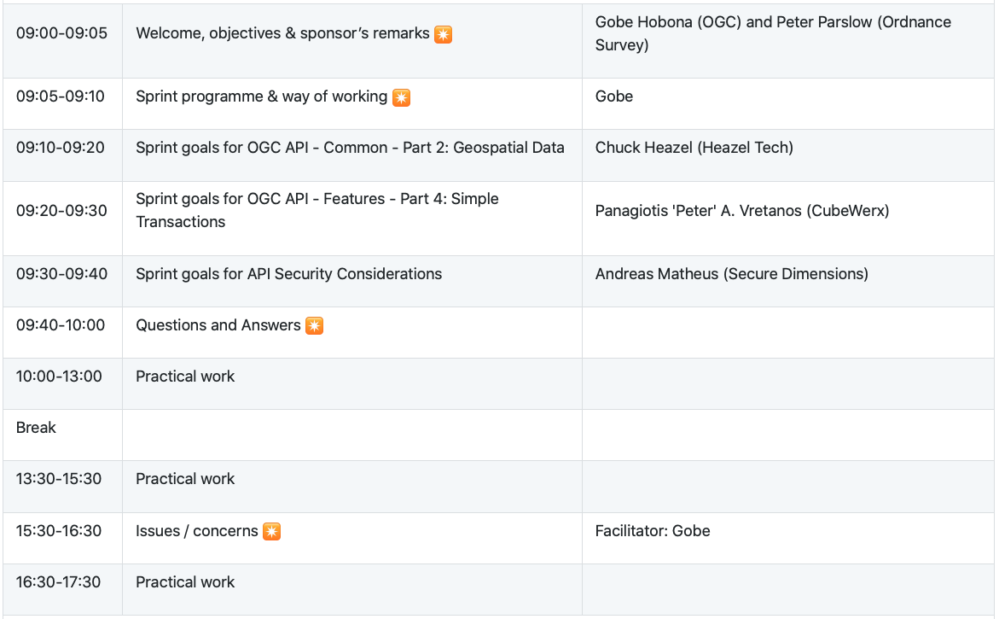 09:00-09:05 Welcome, objectives & sponsor’s remarks ✴️ Gobe Hobona (OGC) and Peter Parslow (Ordnance
Survey)
09:05-09:10 Sprint programme & way of working ✴️ Gobe
09:10-09:20 Sprint goals for OGC API - Common - Part 2: Geospatial Data Chuck Heazel (Heazel Tech)
09:20-09:30 Sprint goals for OGC API - Features - Part 4: Simple
Transactions Panagiotis 'Peter' A. Vretanos (CubeWerx)
09:30-09:40 Sprint goals for API Security Considerations Andreas Matheus (Secure Dimensions)
09:40-10:00 Questions and Answers ✴️
10:00-13:00 Practical work
Break
13:30-15:30 Practical work
15:30-16:30 Issues / concerns ✴️ Facilitator: Gobe
16:30-17:30 Practical work